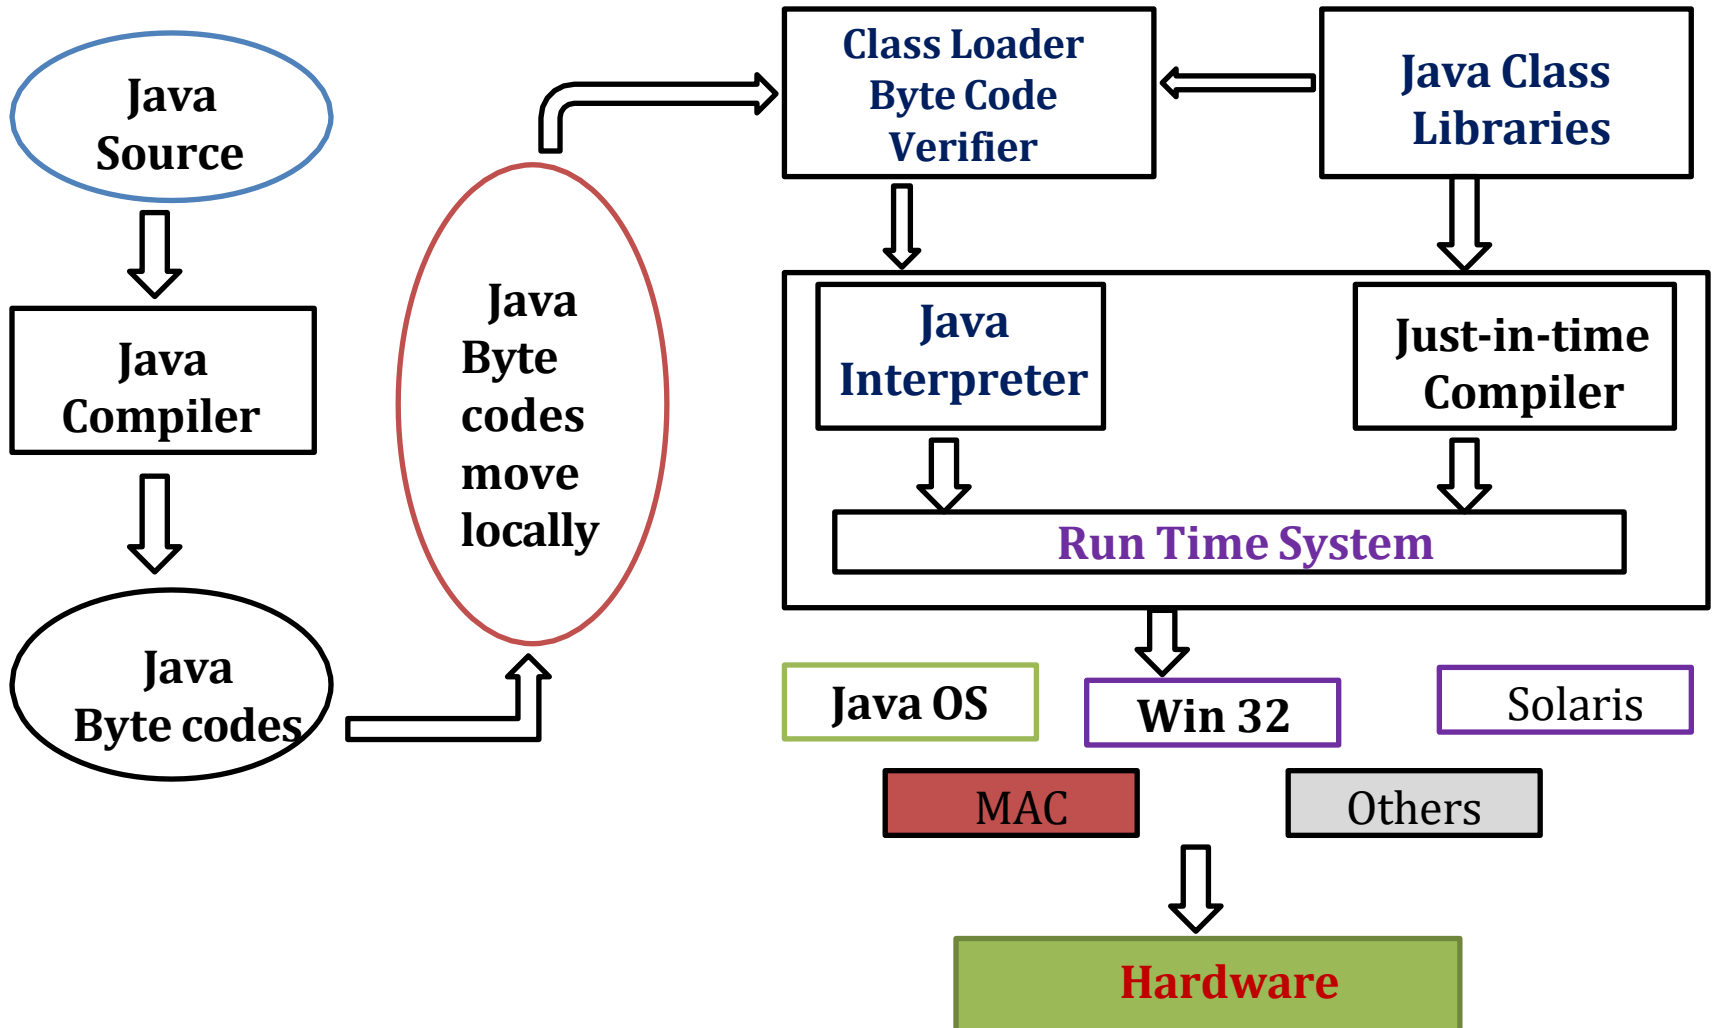 Java
Source
Java
Compiler
Java
Byte codes
Java
Byte
codes
move
locally
Class Loader
Byte Code
Verifier
Java Class
Libraries
Java
Interpreter
Just-in-time
Compiler
Run Time System
Java OS
Win 32
Solaris
MAC
Others
Hardware